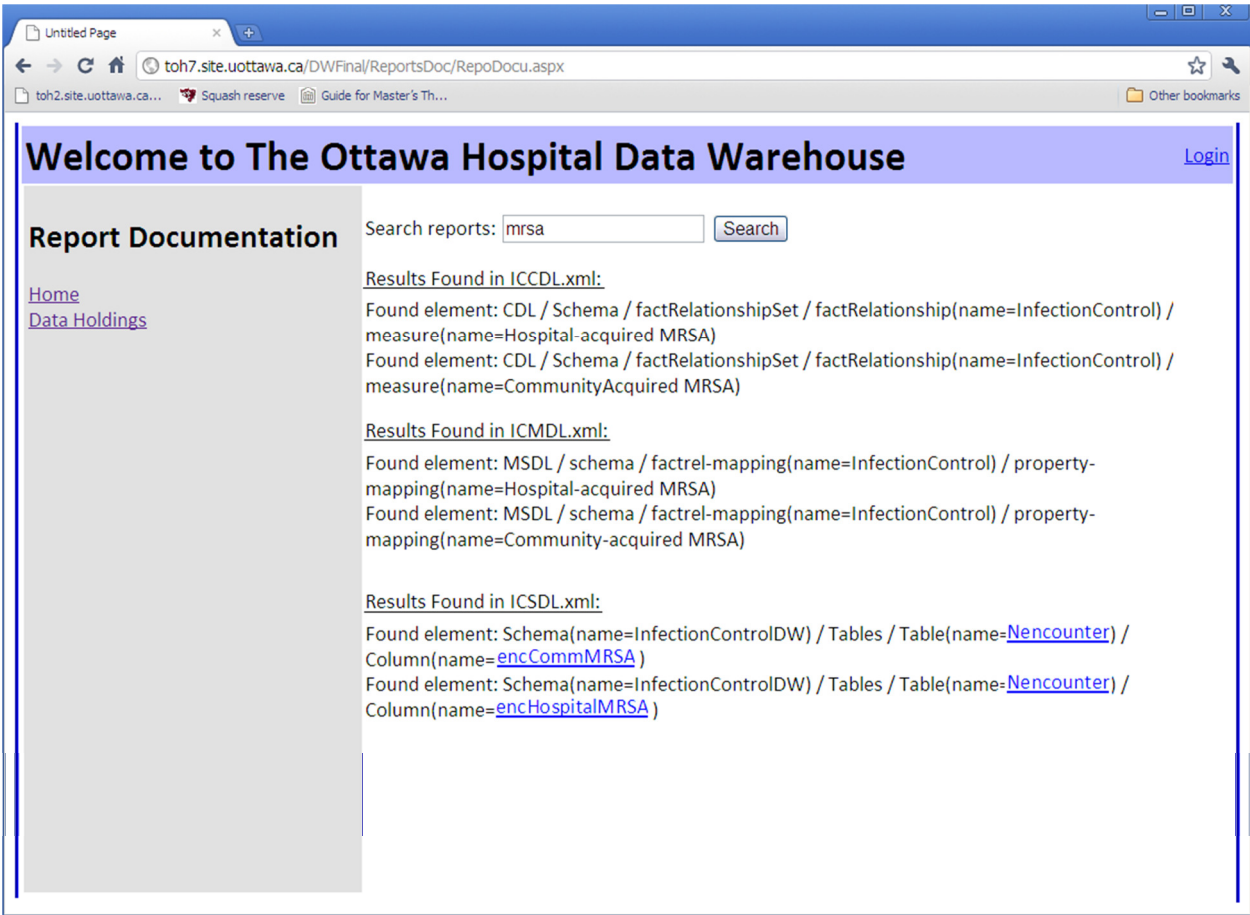 Untitled Page
toh7.site.uottawa.ca/DWFinal/ReportsDoc/RepoDocu.aspx
toh2.site.uottawa.ca... Squash reserve Guide for Master's Th... Other bookmarks
Welcome to The Ottawa Hospital Data Warehouse Login
Report Documentation
Home
Data Holdings
Search reports: mrsa Search
Results Found in ICCDL.xml:
Found element: CDL / Schema / factRelationshipSet / factRelationship(name=InfectionControl) /
measure(name=Hospital-acquired MRSA)
Found element: CDL / Schema / factRelationshipSet / factRelationship(name=InfectionControl) /
measure(name=CommunityAcquired MRSA)
Results Found in ICMDL.xml:
Found element: MSDL / schema / factrel-mapping(name=InfectionControl) / property-
mapping(name=Hospital-acquired MRSA)
Found element: MSDL / schema / factrel-mapping(name=InfectionControl) / property-
mapping(name=Community-acquired MRSA)
Results Found in ICSDL.xml:
Found element: Schema(name=InfectionControlDW) / Tables / Table(name=Nencounter) /
Column(name=encCommMRSA )
Found element: Schema(name=InfectionControlDW) / Tables / Table(name=Nencounter) /
Column(name=encHospitalMRSA )